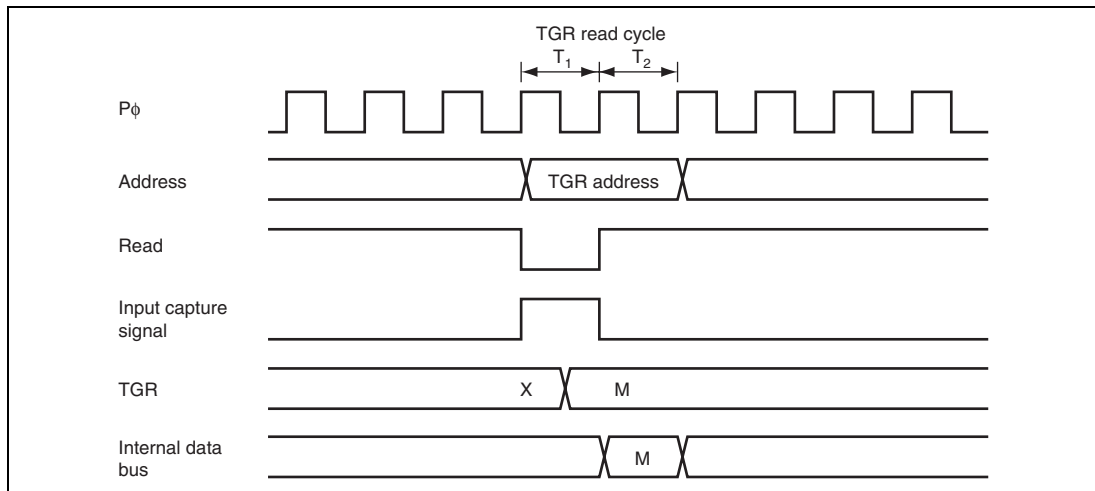 TGR read cycle
T1 T2
Pϕ
Address
TGR address
Read
Input capture
signal
TGR
X
M
Internal data
bus
M